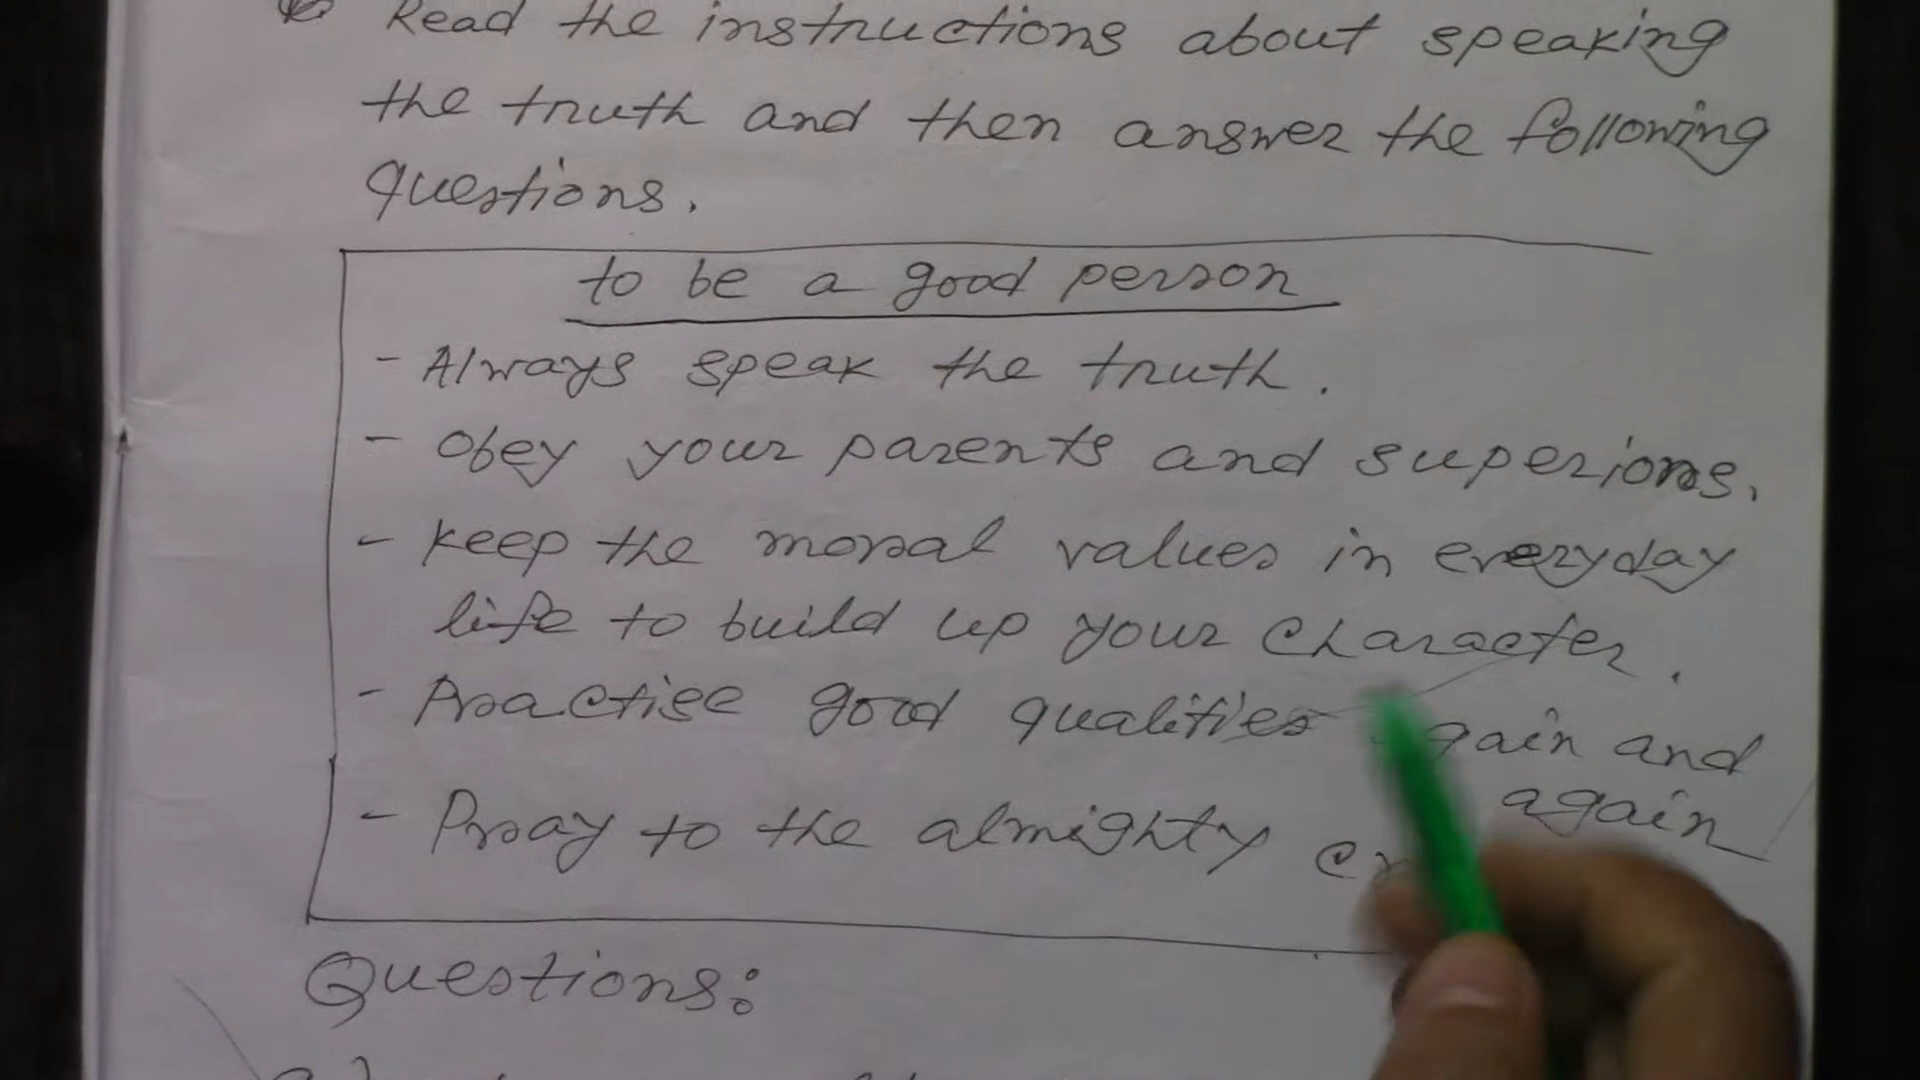 Read the instructions about speaking
the truth and then answer the following
questions.
to be a good person
- Always speak the truth.
- Obey your parents and superiors.
- Keep the moral values in everyday
life to build up your character.
- Practise good qualities again and
again
- Pray to the almighty
Questions: